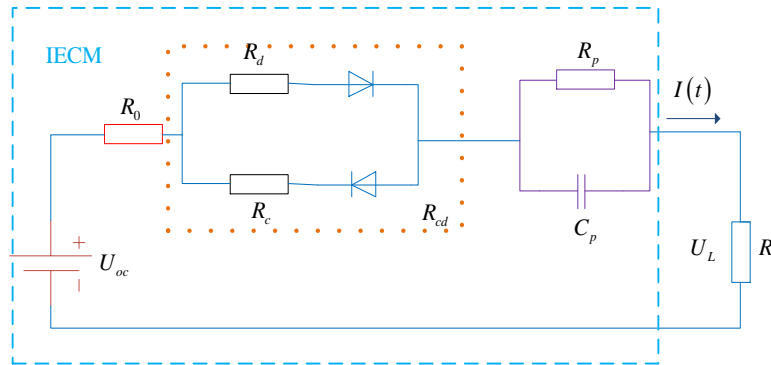 IECM
R_d
R_p
I(t)
R_0
R_c
R_cd
C_p
+
U_oc
U_L
R